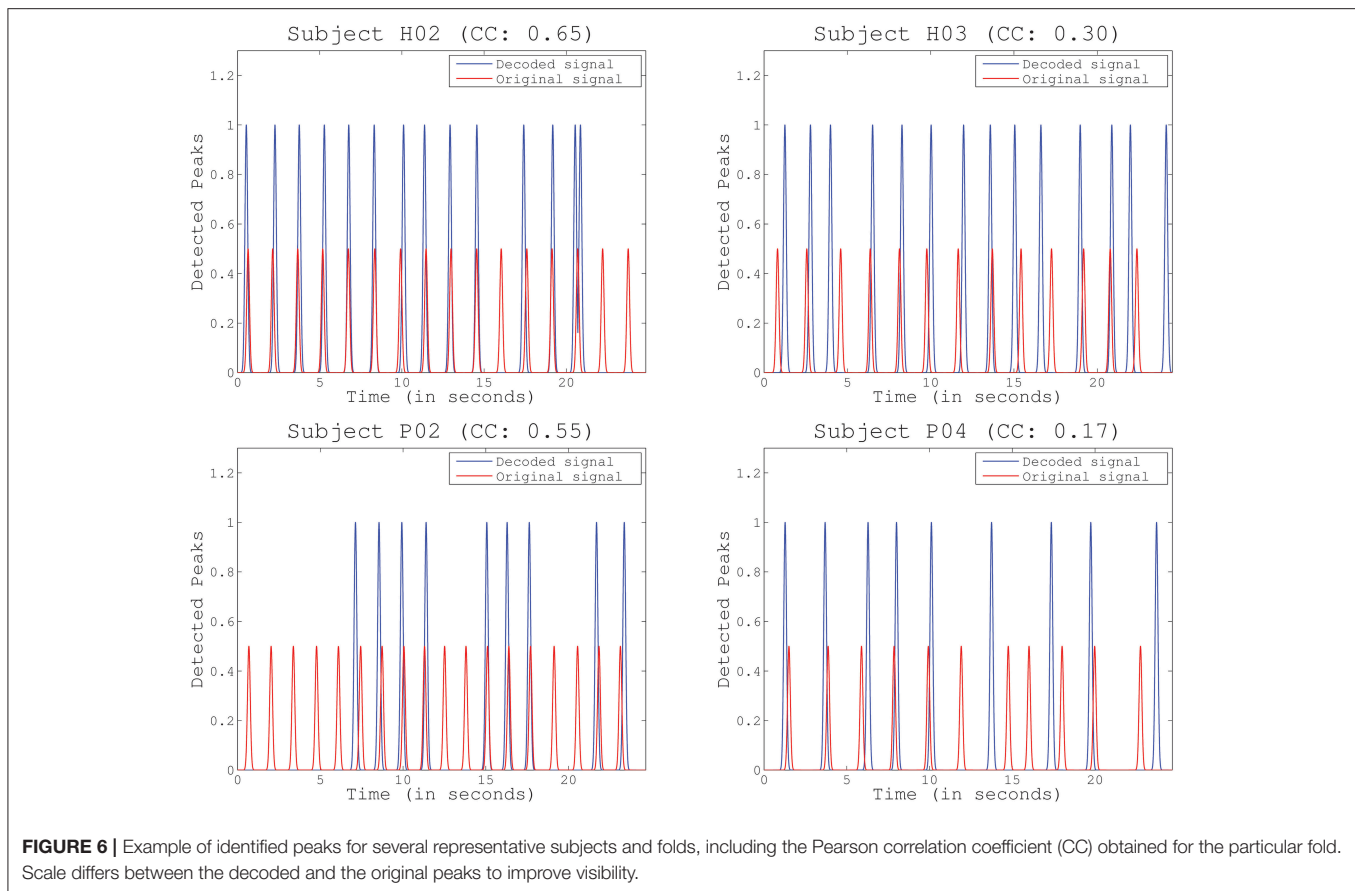 Subject H02 (CC: 0.65)
Decoded signal
Original signal
Detected Peaks
1.2
1
0.8
0.6
0.4
0.2
0
0 5 10 15 20
Time (in seconds)
Subject H03 (CC: 0.30)
Decoded signal
Original signal
Detected Peaks
1.2
1
0.8
0.6
0.4
0.2
0
0 5 10 15 20
Time (in seconds)
Subject P02 (CC: 0.55)
Decoded signal
Original signal
Detected Peaks
1.2
1
0.8
0.6
0.4
0.2
0
0 5 10 15 20
Time (in seconds)
Subject P04 (CC: 0.17)
Decoded signal
Original signal
Detected Peaks
1.2
1
0.8
0.6
0.4
0.2
0
0 5 10 15 20
Time (in seconds)
FIGURE 6 | Example of identified peaks for several representative subjects and folds, including the Pearson correlation coefficient (CC) obtained for the particular fold.
Scale differs between the decoded and the original peaks to improve visibility.